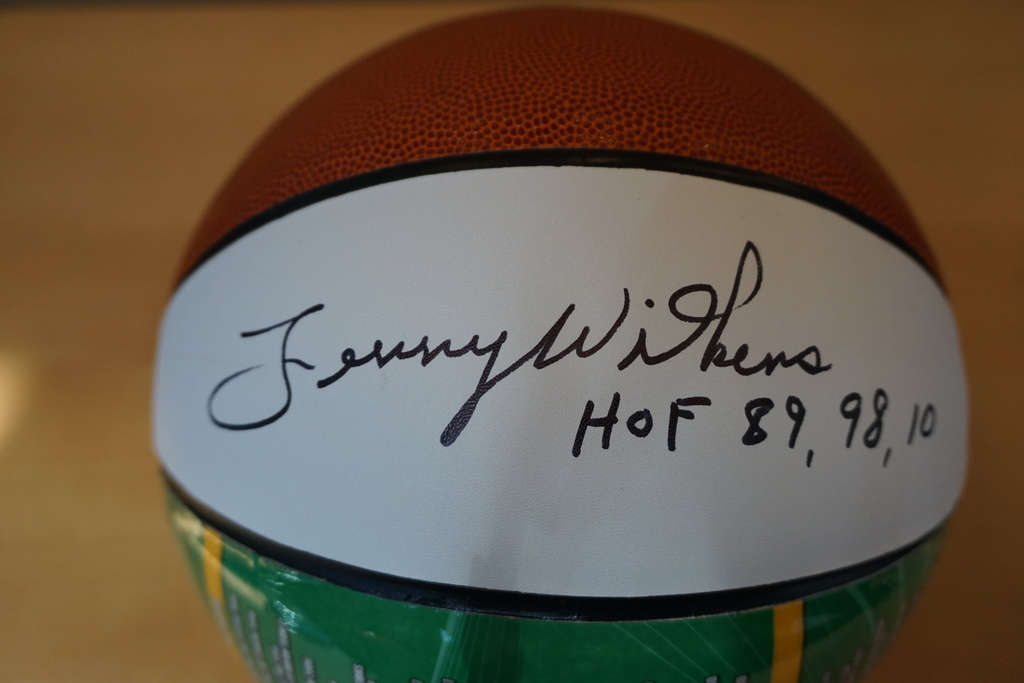 Lenny Wilkens
HOF 89, 98, 10